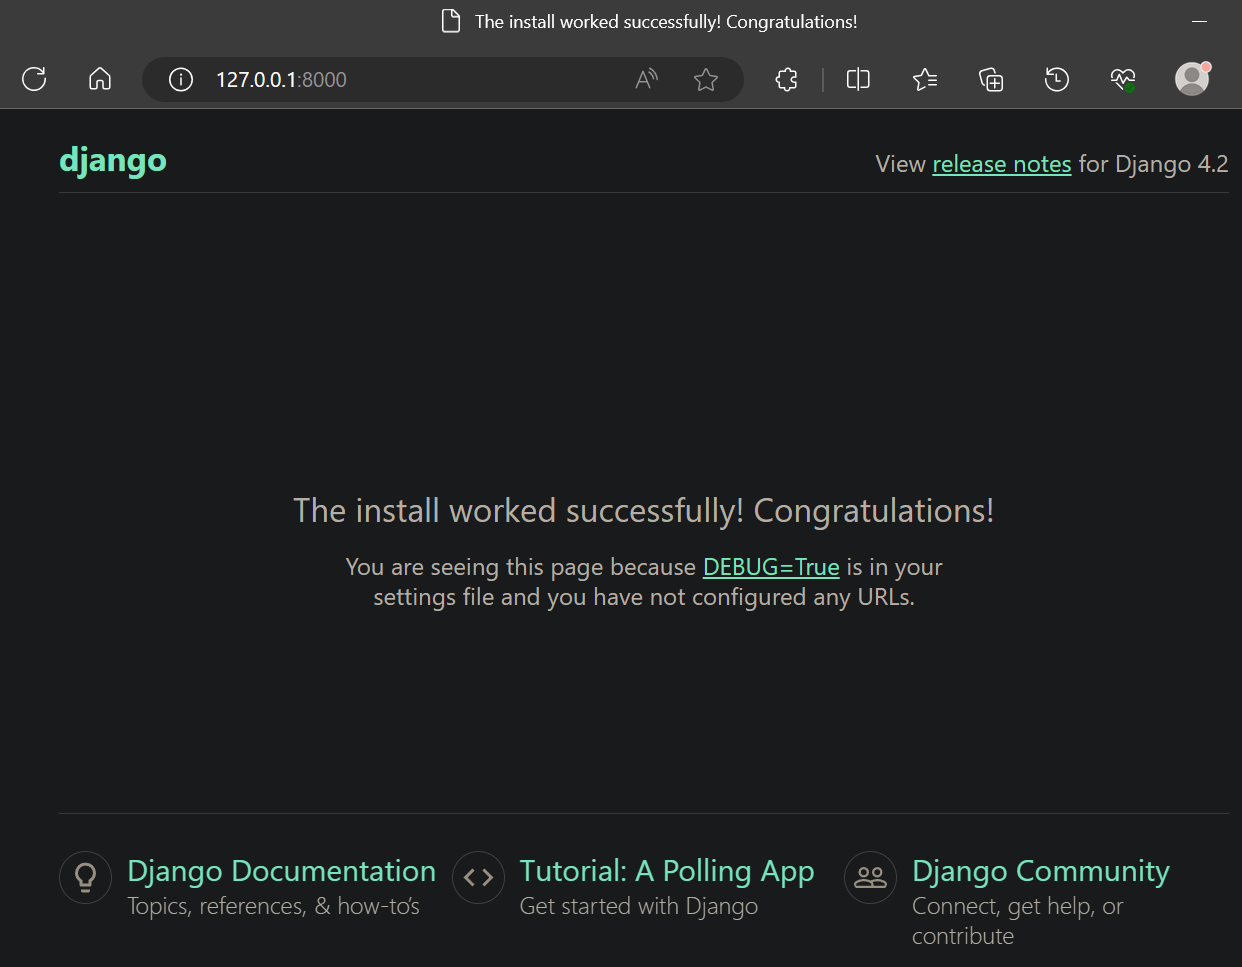 The install worked successfully! Congratulations!
127.0.0.1:8000
django
View release notes for Django 4.2
The install worked successfully! Congratulations!
You are seeing this page because DEBUG=True is in your
settings file and you have not configured any URLs.
Django Documentation
Topics, references, & how-to’s
Tutorial: A Polling App
Get started with Django
Django Community
Connect, get help, or
contribute